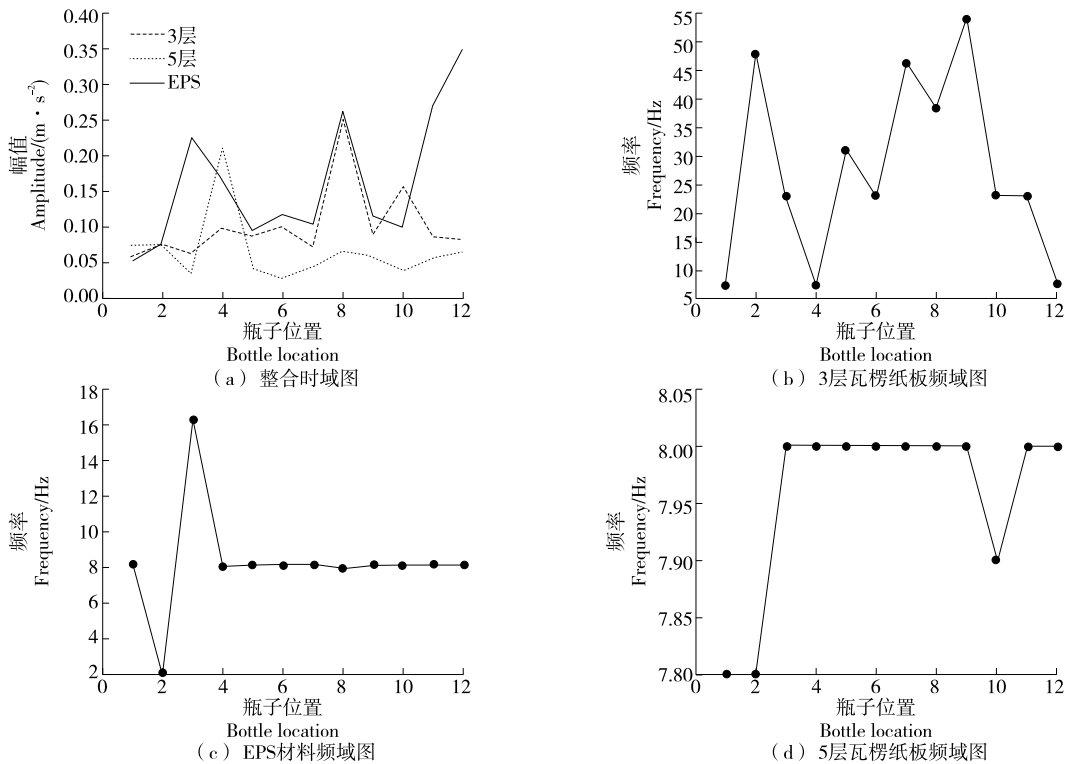 0.40
0.35
0.30
0.25
0.20
0.15
0.10
0.05
0.00
幅值
Amplitude/(m·s⁻²)
3层
5层
EPS
0 2 4 6 8 10 12
瓶子位置
Bottle location
(a) 整合时域图
55
50
45
40
35
30
25
20
15
10
5
频率
Frequency/Hz
0 2 4 6 8 10 12
瓶子位置
Bottle location
(b) 3层瓦楞纸板频域图
18
16
14
12
10
8
6
4
2
频率
Frequency/Hz
0 2 4 6 8 10 12
瓶子位置
Bottle location
(c) EPS材料频域图
8.05
8.00
7.95
7.90
7.85
7.80
频率
Frequency/Hz
0 2 4 6 8 10 12
瓶子位置
Bottle location
(d) 5层瓦楞纸板频域图